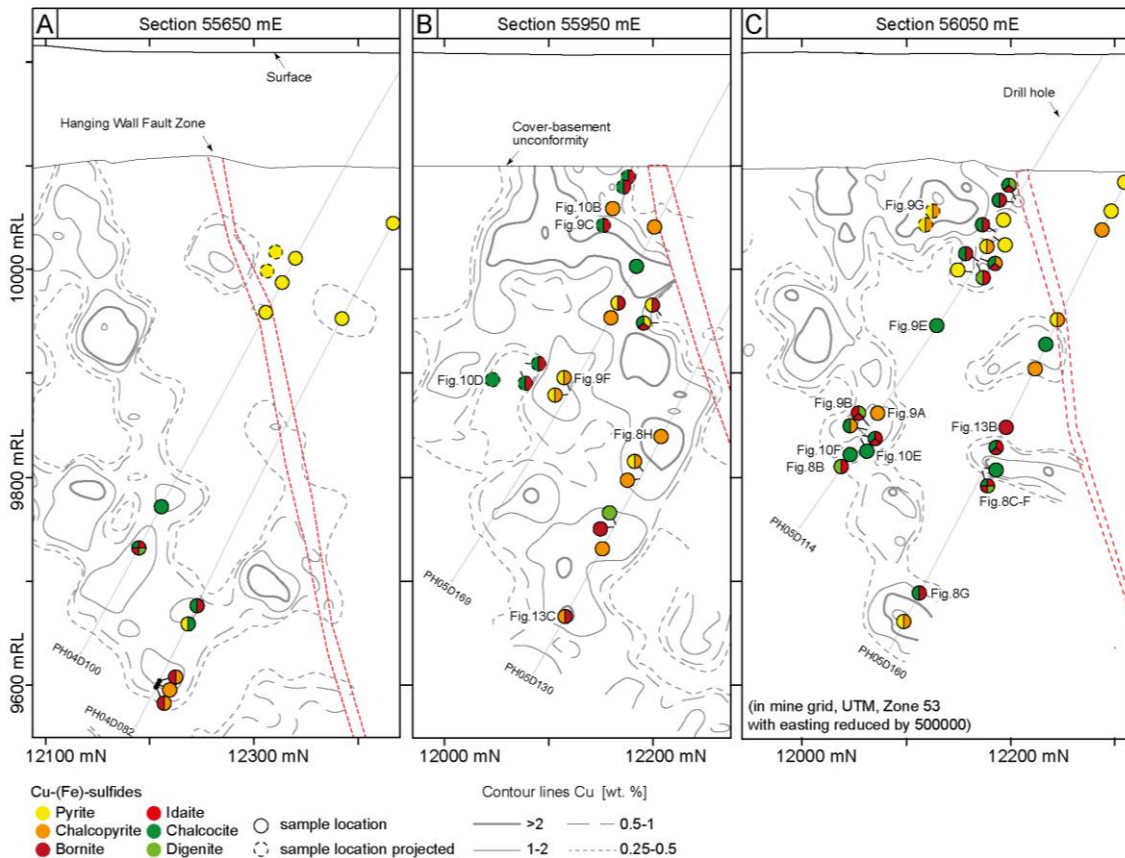 A
Section 55650 mE
B
Section 55950 mE
C
Section 56050 mE
Surface
Drill hole
Hanging Wall Fault Zone
Cover-basement
unconformity
Fig.10B
Fig.9C
Fig.9G
10000 mRL
Fig.9E
Fig.10D
Fig.9F
Fig.9B
Fig.9A
Fig.8H
Fig.13B
Fig.10F
Fig.10E
Fig.8B
9800 mRL
Fig.8C-F
PH05D114
PH05D169
Fig.8G
Fig.13C
PH04D100
PH05D130
PH05D160
9600 mRL
PH04D082
(in mine grid, UTM, Zone 53
with easting reduced by 500000)
12100 mN
12300 mN
12000 mN
12200 mN
12000 mN
12200 mN
Cu-(Fe)-sulfides
Contour lines Cu [wt. %]
Pyrite
Idaite
Chalcopyrite
Chalcocite
sample location
>2
0.5-1
Bornite
Digenite
sample location projected
1-2
0.25-0.5